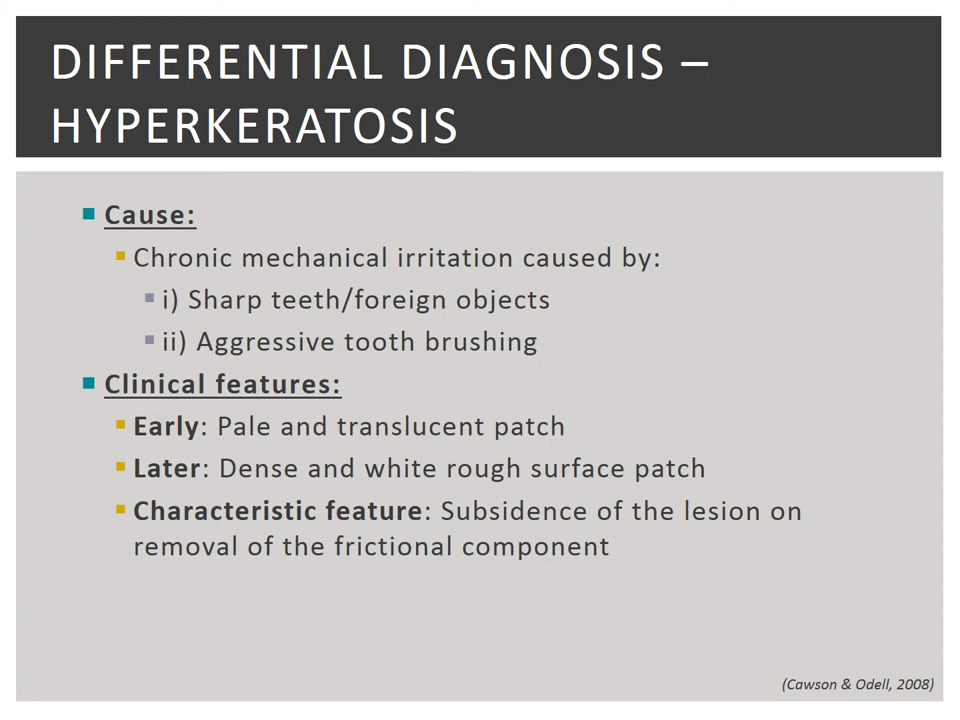 DIFFERENTIAL DIAGNOSIS –
HYPERKERATOSIS
Cause:
Chronic mechanical irritation caused by:
i) Sharp teeth/foreign objects
ii) Aggressive tooth brushing
Clinical features:
Early: Pale and translucent patch
Later: Dense and white rough surface patch
Characteristic feature: Subsidence of the lesion on
removal of the frictional component
(Cawson & Odell, 2008)